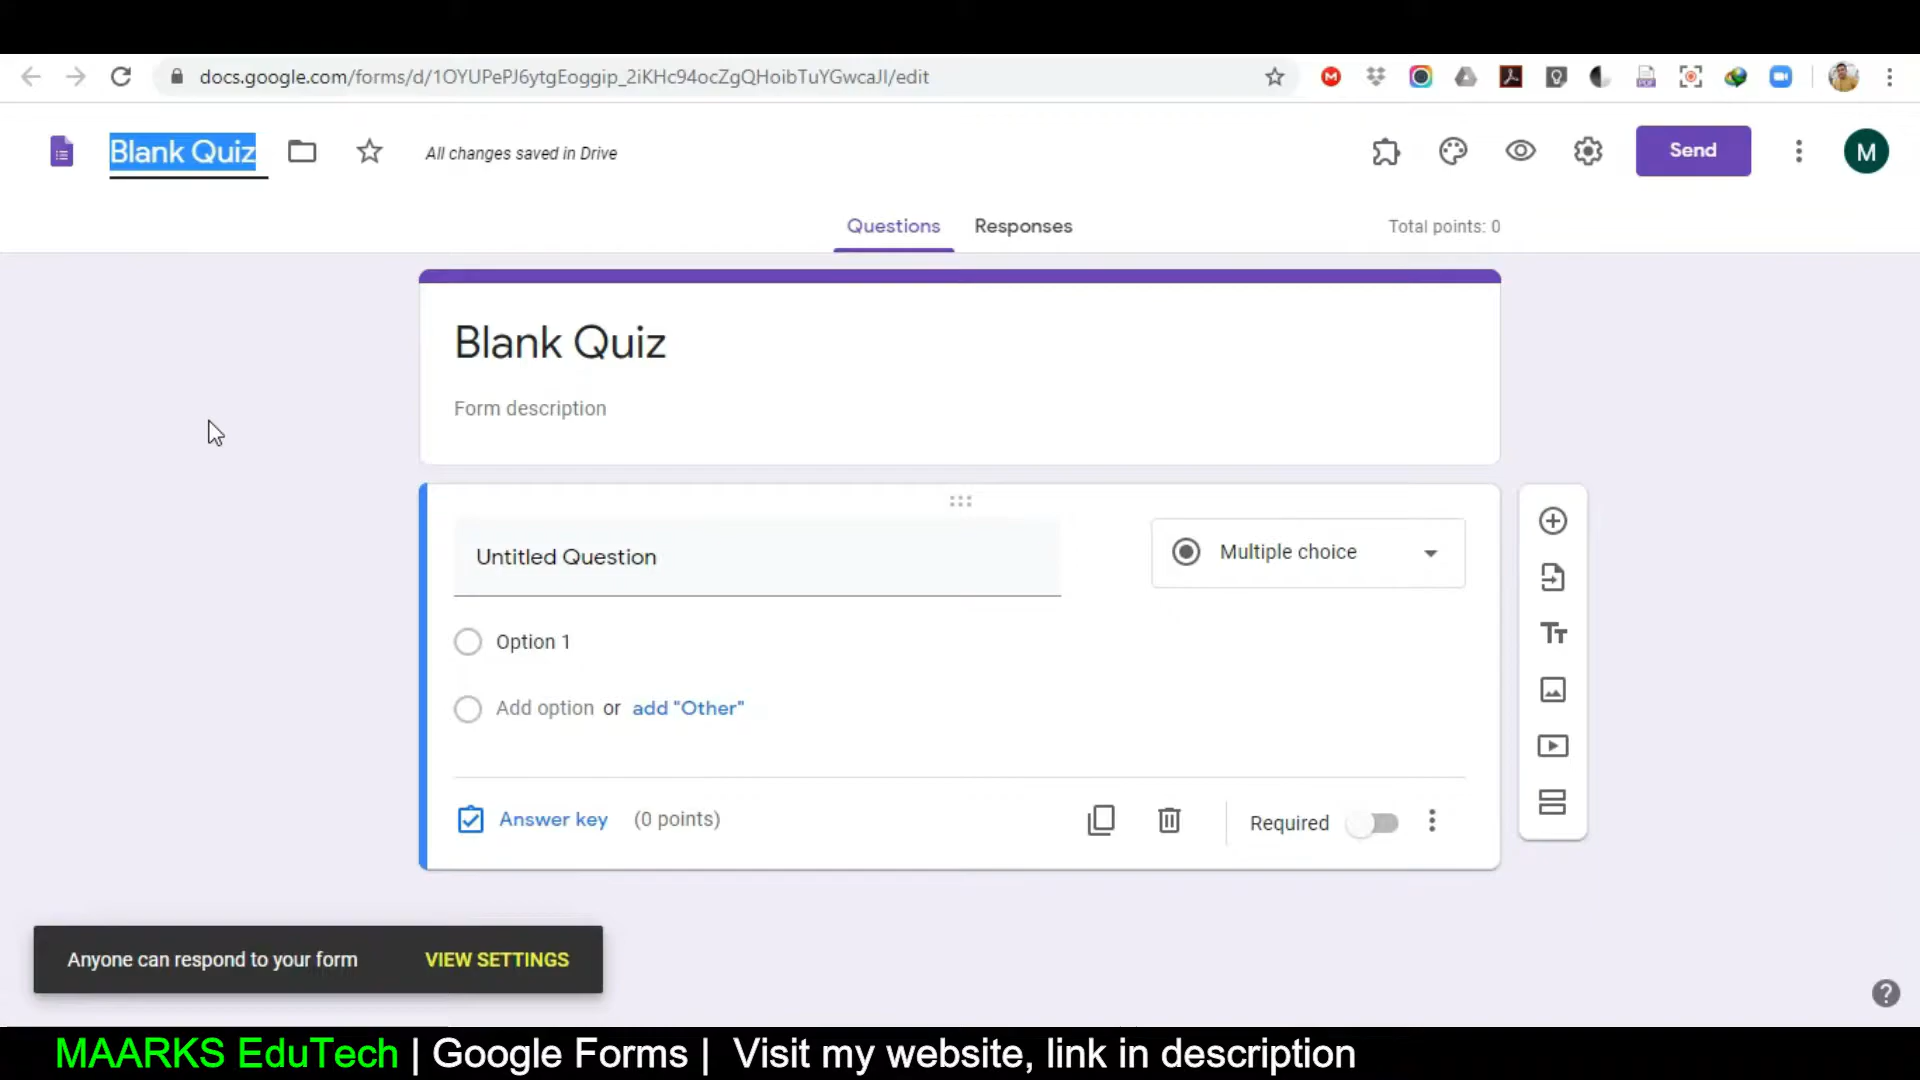 docs.google.com/forms/d/1OYUPePJ6ytgEoggip_2iKHc94ocZgQHoibTuYGwcaJI/edit
Blank Quiz
All changes saved in Drive
Send
M
Questions
Responses
Total points: 0
Blank Quiz
Form description
Untitled Question
Multiple choice
Option 1
Add option or add "Other"
Answer key (0 points)
Required
Anyone can respond to your form VIEW SETTINGS
MAARKS EduTech | Google Forms | Visit my website, link in description